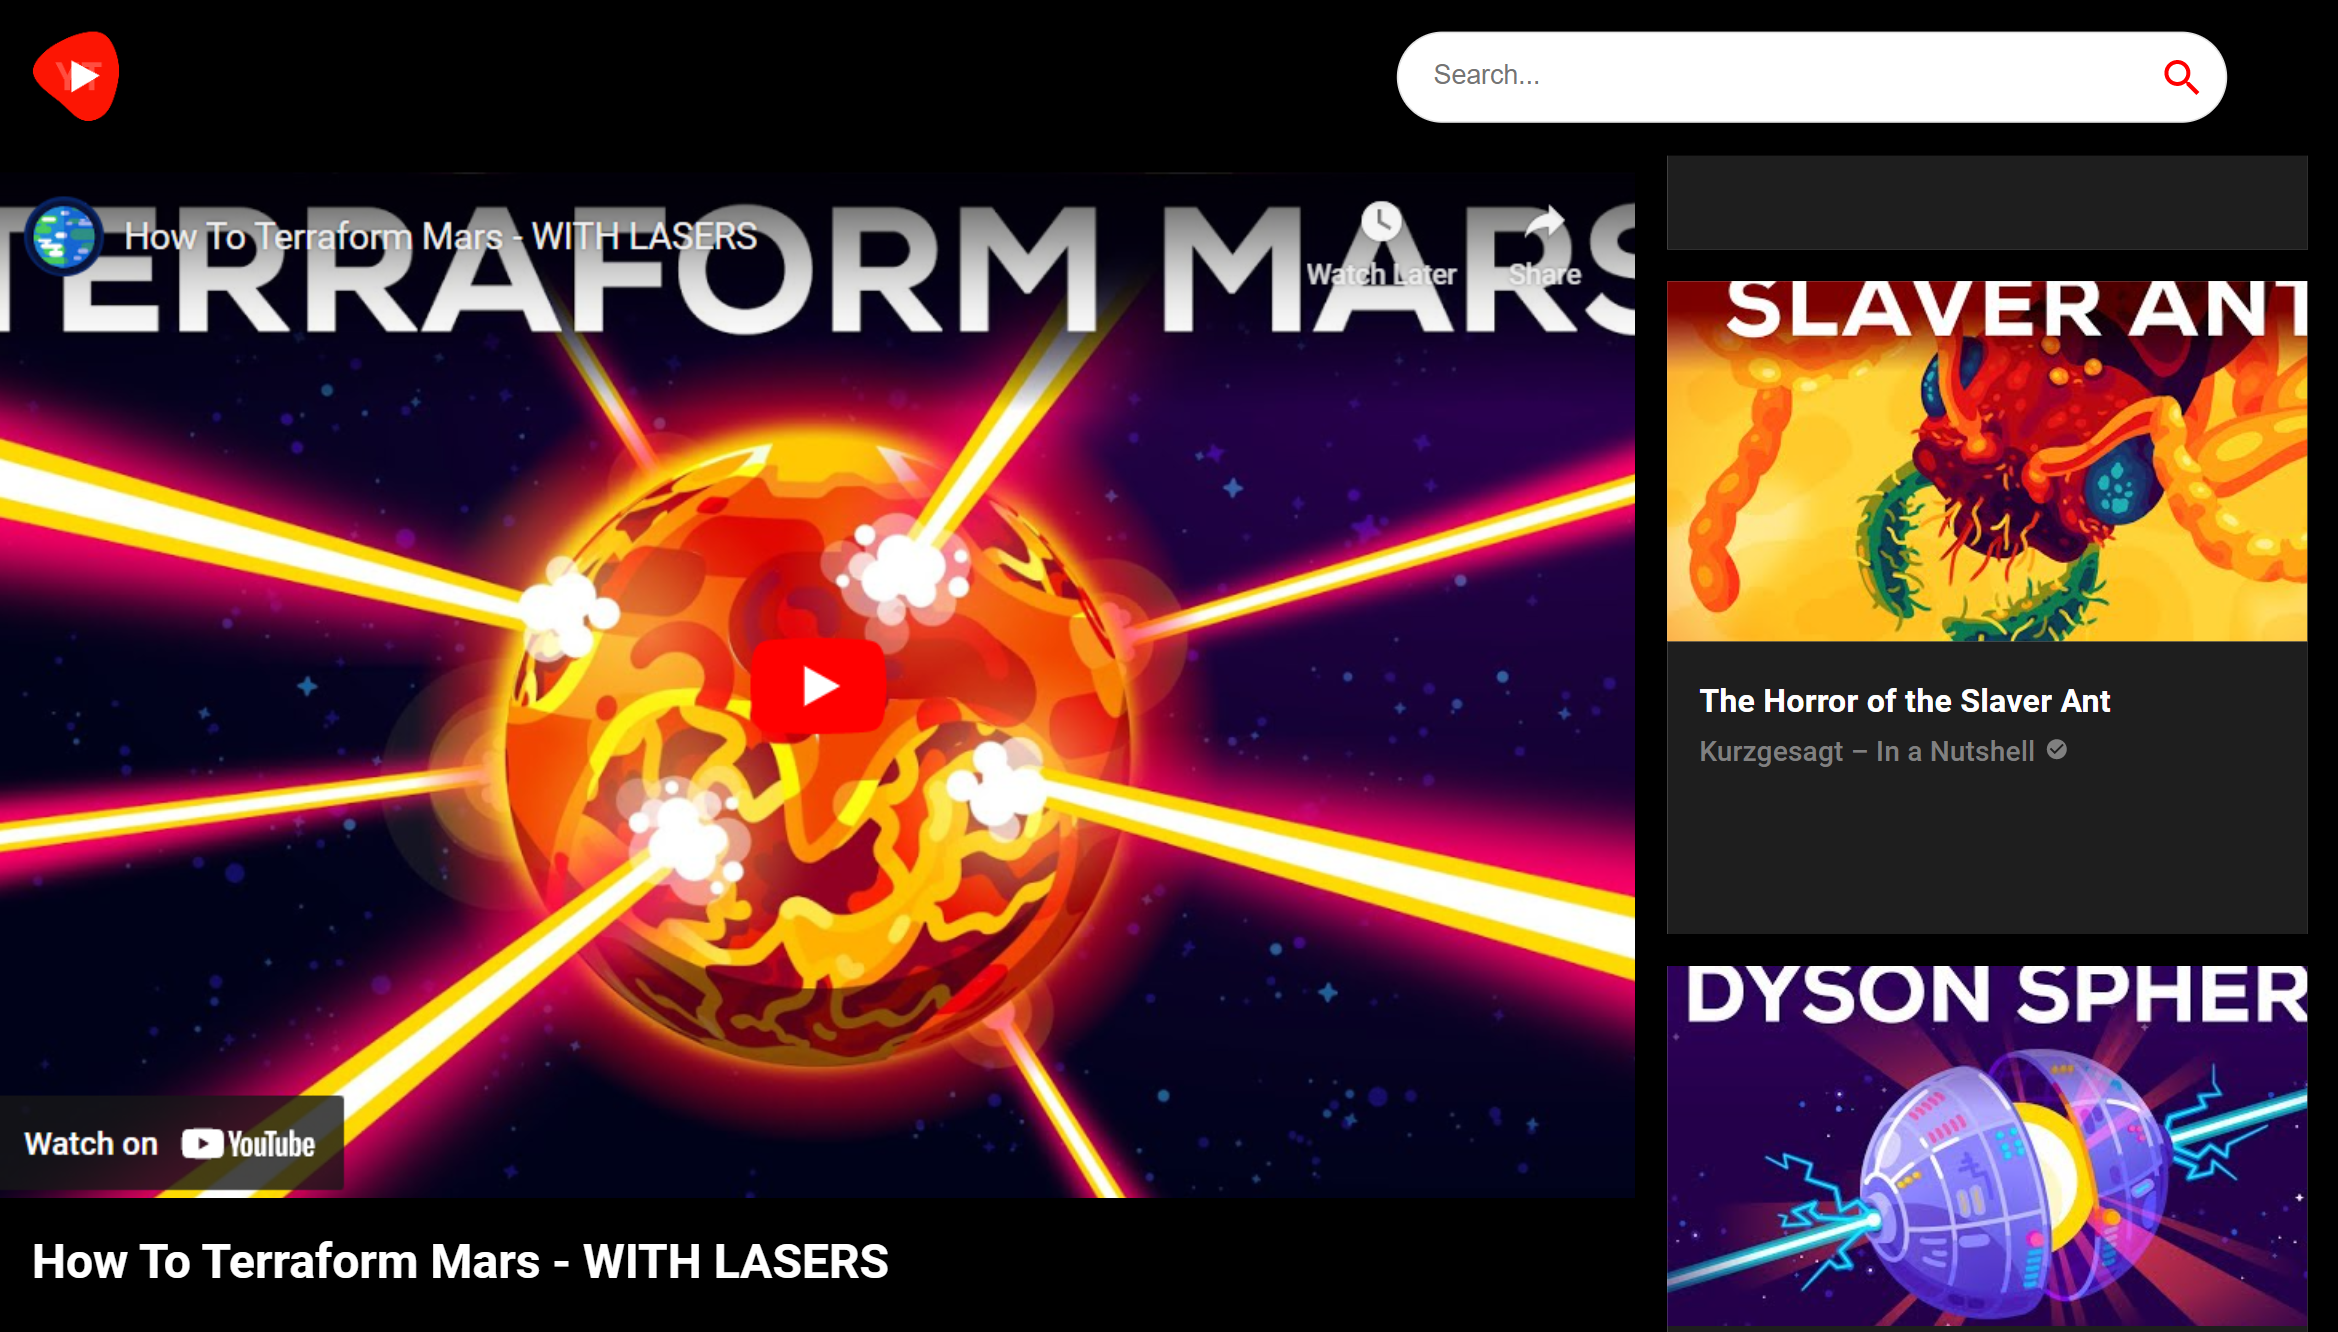 YT
Search...
TERRAFORM MARS
How To Terraform Mars - WITH LASERS
Watch Later
Share
SLAVER ANT
The Horror of the Slaver Ant
Kurzgesagt – In a Nutshell
DYSON SPHER
Watch on YouTube
How To Terraform Mars - WITH LASERS